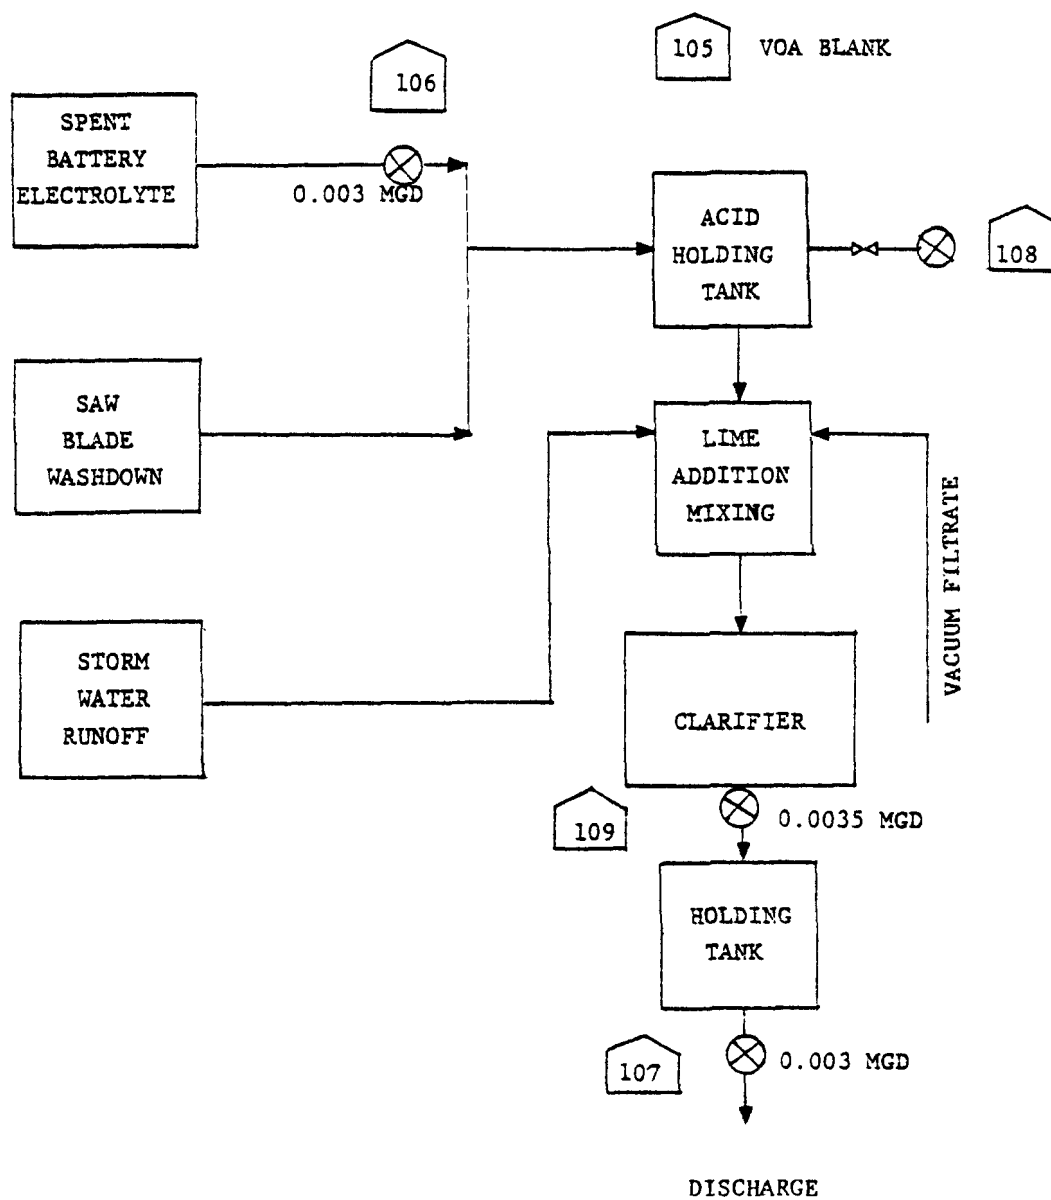 105
VOA BLANK
106
SPENT
BATTERY
ELECTROLYTE
0.003 MGD
ACID
HOLDING
TANK
108
SAW
BLADE
WASHDOWN
LIME
ADDITION
MIXING
VACUUM FILTRATE
STORM
WATER
RUNOFF
CLARIFIER
109
0.0035 MGD
HOLDING
TANK
107
0.003 MGD
DISCHARGE